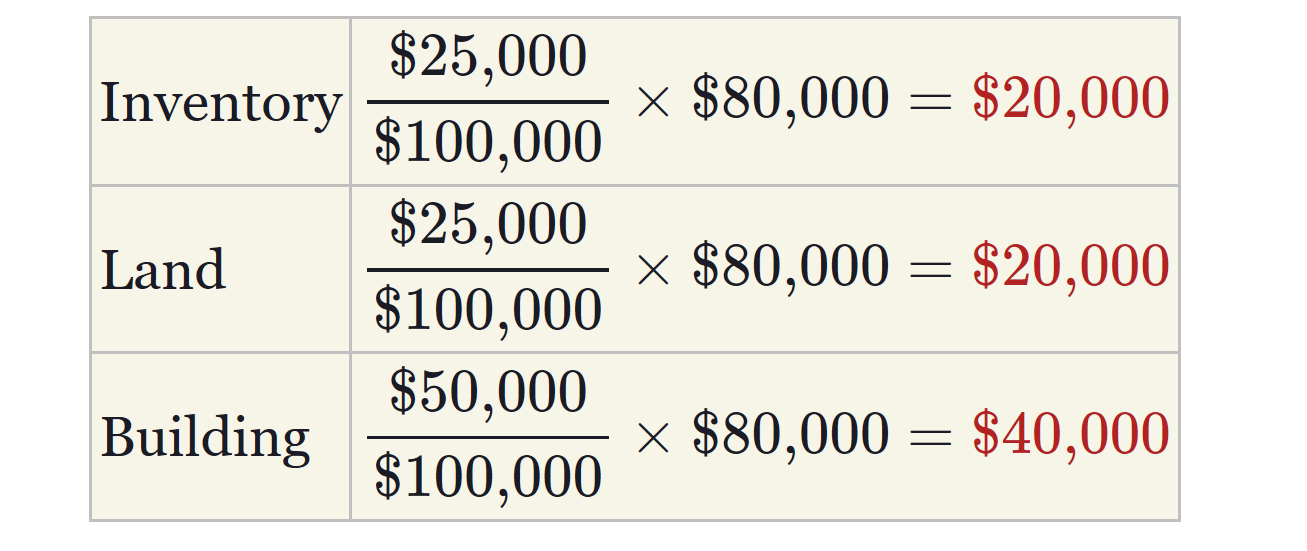 Inventory $25,000 / $100,000 × $80,000 = $20,000
Land $25,000 / $100,000 × $80,000 = $20,000
Building $50,000 / $100,000 × $80,000 = $40,000